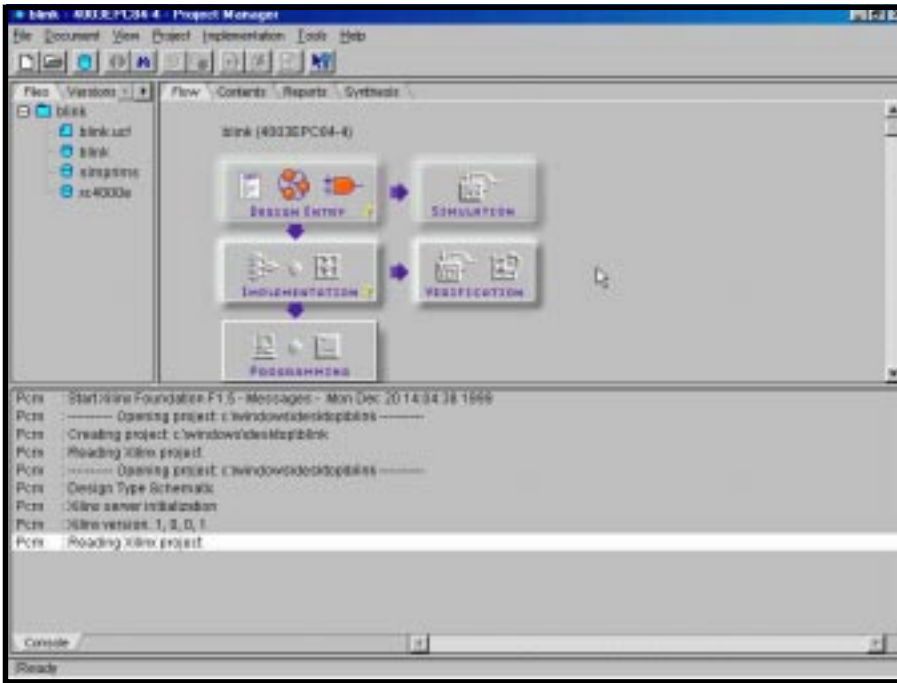 blink - 4003EPC84-4 - Project Manager
File Document View Project Implementation Tools Help
Files Versions
Flow Contents Reports Synthesis
blink
blink.ucf
blink
simprims
xc4000e
blink (4003EPC84-4)
DESIGN ENTRY
SIMULATION
IMPLEMENTATION
VERIFICATION
PROGRAMMING
Pcm : Start Xilinx Foundation F1.5 - Messages - Mon Dec 20 14:04:38 1999
Pcm : --------- Opening project: c:\windows\desktop\blink ---------
Pcm : Creating project: c:\windows\desktop\blink
Pcm : Reading Xilinx project
Pcm : --------- Opening project: c:\windows\desktop\blink ---------
Pcm : Design Type Schematic
Pcm : Xilinx server initialization
Pcm : Xilinx version: 1, 0, 0, 1
Pcm : Reading Xilinx project
Console
Ready